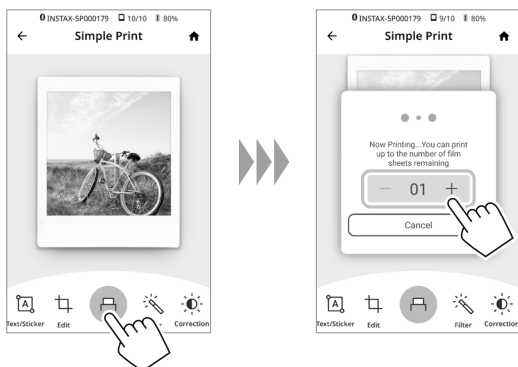 INSTAX-5P000179 10/10 80%
Simple Print
Text/Sticker Edit Correction
INSTAX-5P000179 9/10 80%
Simple Print
Now Printing...You can print
up to the number of film
sheets remaining
01
Cancel
Text/Sticker Edit Filter Correction